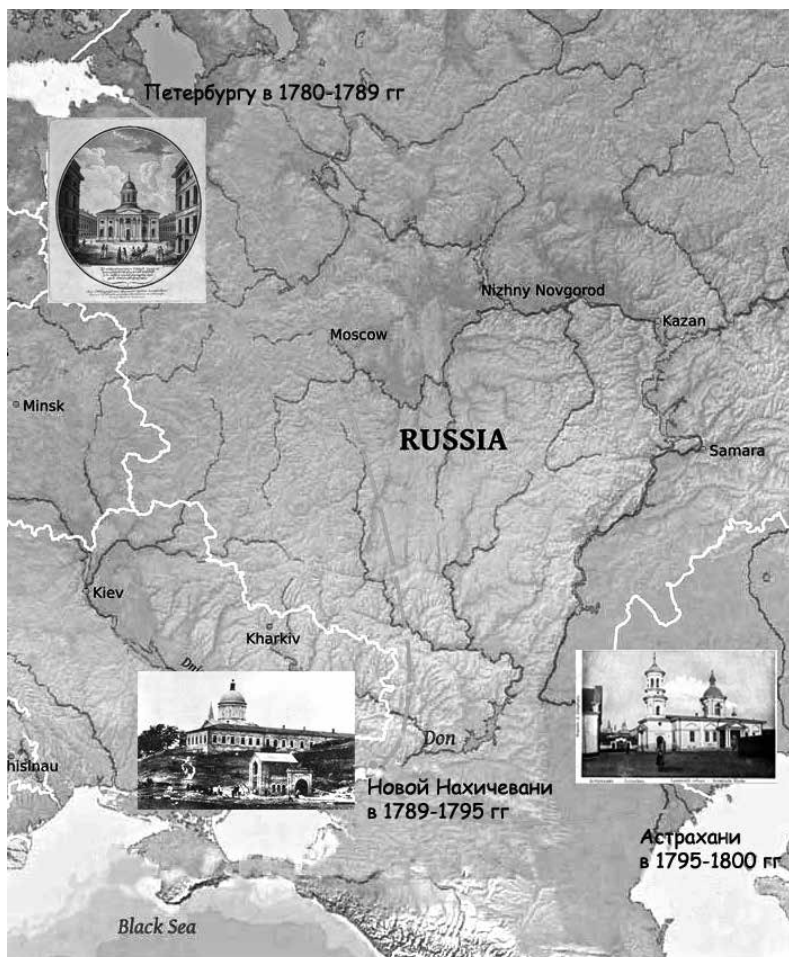 Петербургу в 1780-1789 гг
Nizhny Novgorod
Kazan
Moscow
Minsk
RUSSIA
Samara
Kiev
Kharkiv
Don
hisinau
Новой Нахичевани
в 1789-1795 гг
Астрахани
в 1795-1800 гг
Black Sea